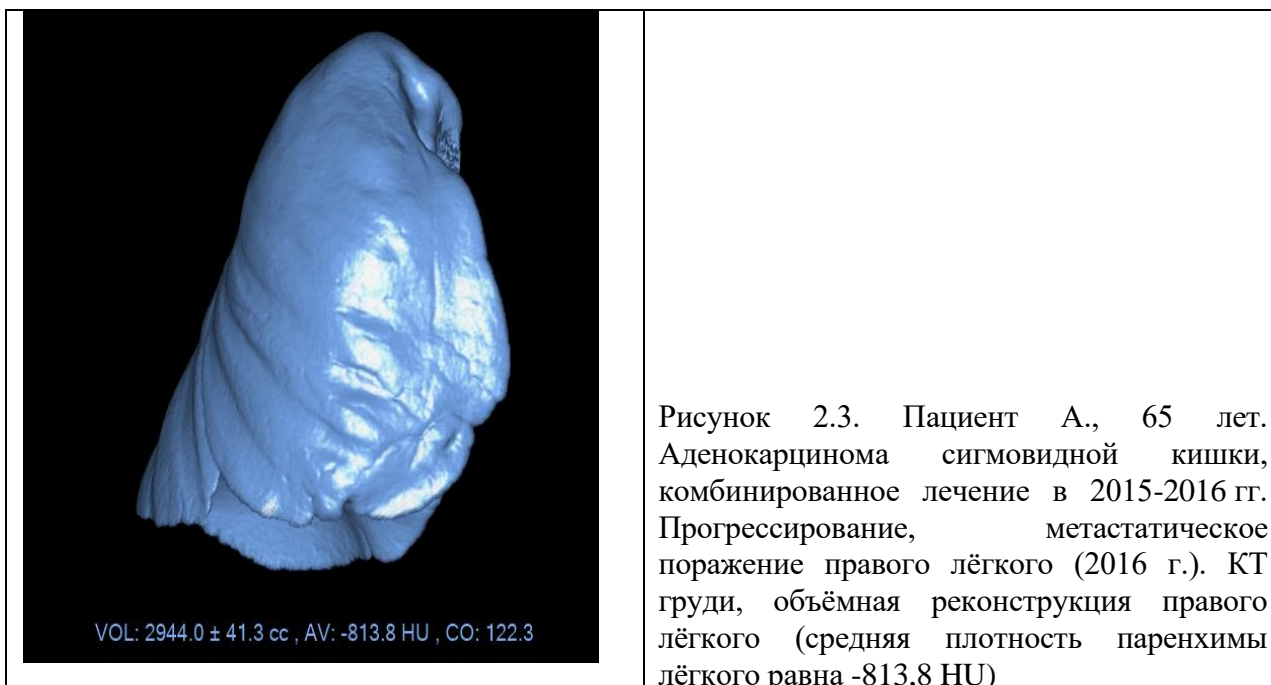 VOL: 2944.0 ± 41.3 cc , AV: -813.8 HU , CO: 122.3
Рисунок 2.3. Пациент А., 65 лет.
Аденокарцинома сигмовидной кишки,
комбинированное лечение в 2015-2016 гг.
Прогрессирование, метастатическое
поражение правого лёгкого (2016 г.). КТ
груди, объёмная реконструкция правого
лёгкого (средняя плотность паренхимы
лёгкого равна -813,8 HU)